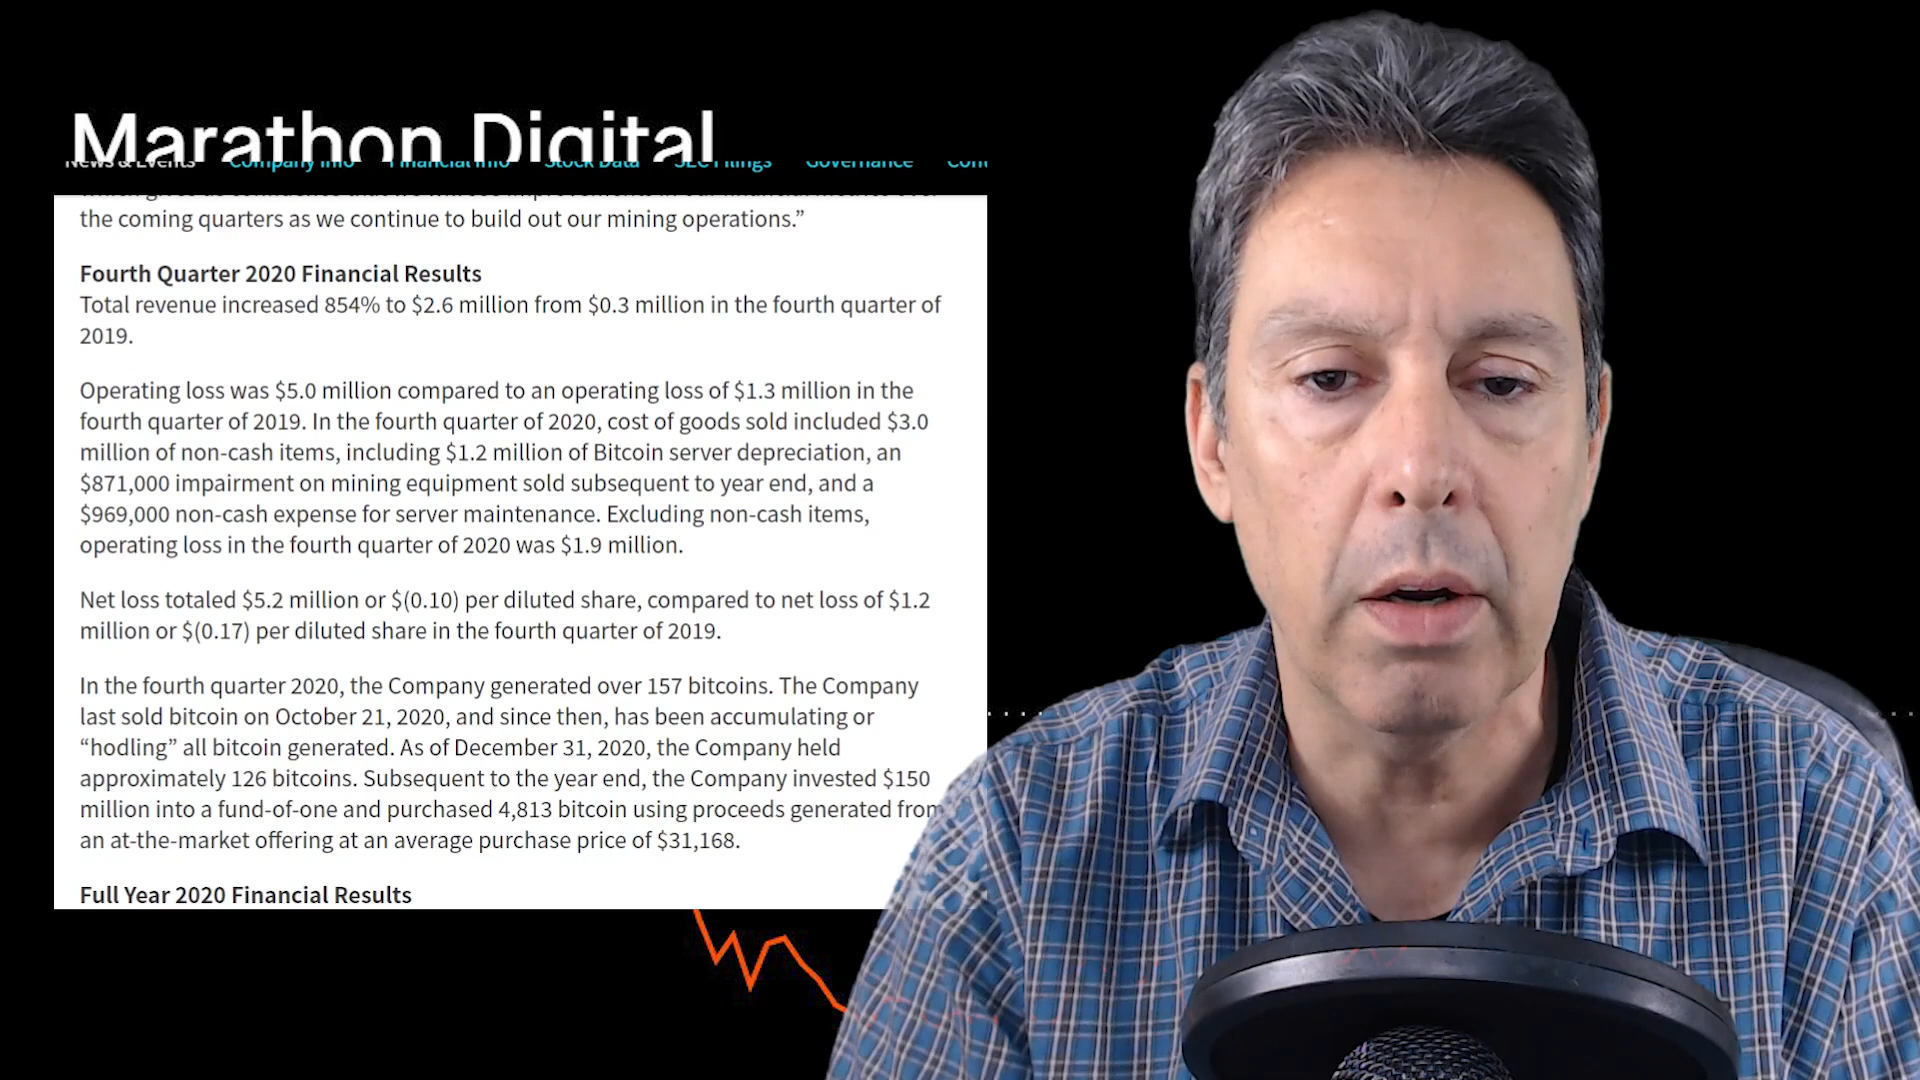 Marathon Digital
News & Events Company Info Financial Info Stock Data SEC Filings Governance
the coming quarters as we continue to build out our mining operations.”
Fourth Quarter 2020 Financial Results
Total revenue increased 854% to $2.6 million from $0.3 million in the fourth quarter of
2019.
Operating loss was $5.0 million compared to an operating loss of $1.3 million in the
fourth quarter of 2019. In the fourth quarter of 2020, cost of goods sold included $3.0
million of non-cash items, including $1.2 million of Bitcoin server depreciation, an
$871,000 impairment on mining equipment sold subsequent to year end, and a
$969,000 non-cash expense for server maintenance. Excluding non-cash items,
operating loss in the fourth quarter of 2020 was $1.9 million.
Net loss totaled $5.2 million or $(0.10) per diluted share, compared to net loss of $1.2
million or $(0.17) per diluted share in the fourth quarter of 2019.
In the fourth quarter 2020, the Company generated over 157 bitcoins. The Company
last sold bitcoin on October 21, 2020, and since then, has been accumulating or
“hodling” all bitcoin generated. As of December 31, 2020, the Company held
approximately 126 bitcoins. Subsequent to the year end, the Company invested $150
million into a fund-of-one and purchased 4,813 bitcoin using proceeds generated from
an at-the-market offering at an average purchase price of $31,168.
Full Year 2020 Financial Results